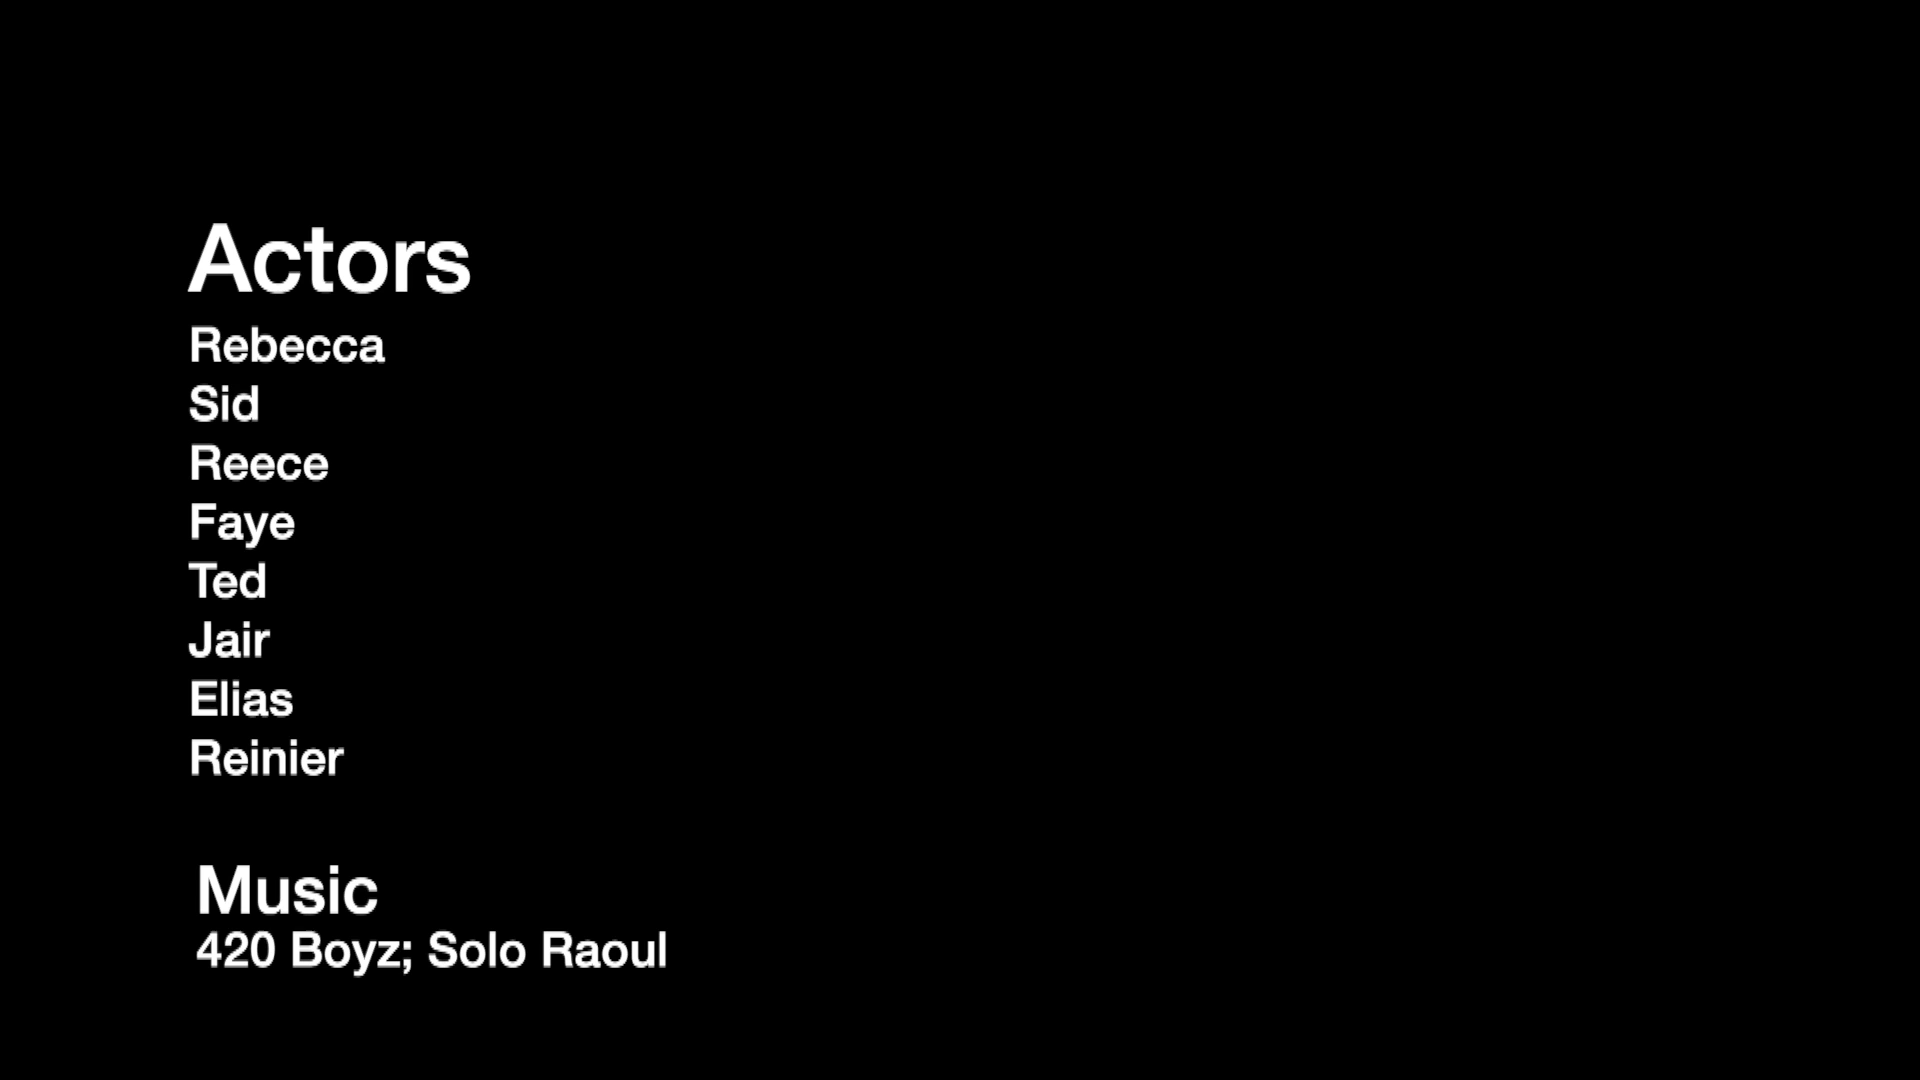 Actors
Rebecca
Sid
Reece
Faye
Ted
Jair
Elias
Reinier
Music
420 Boyz; Solo Raoul